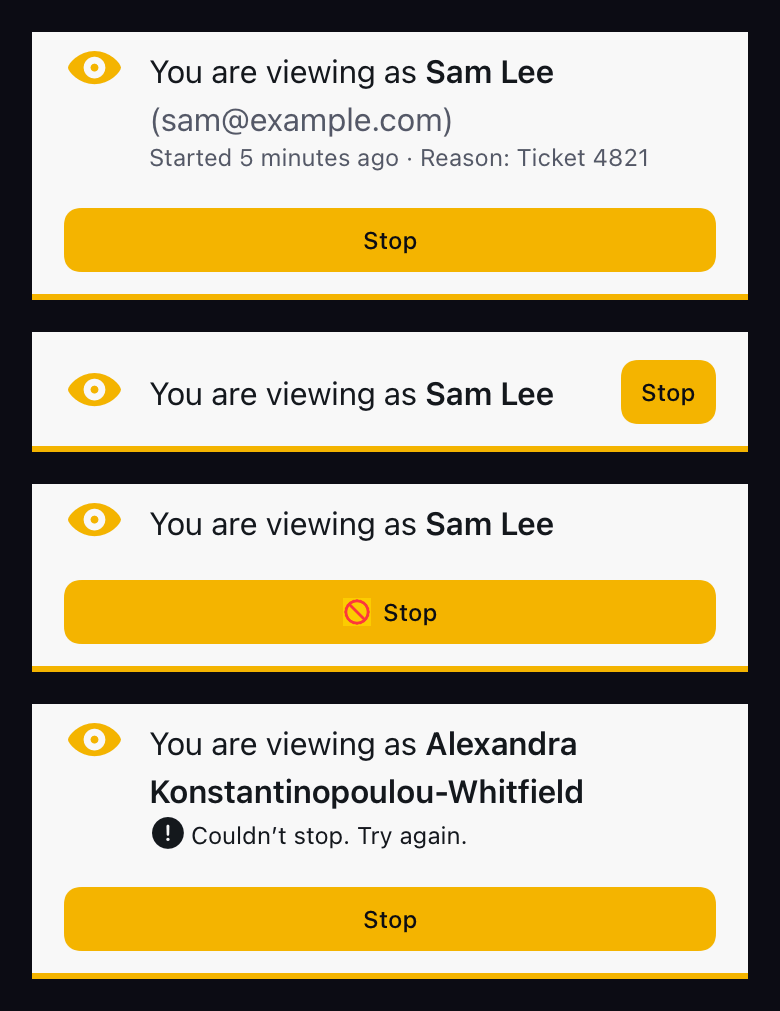 You are viewing as Sam Lee
(sam@example.com)
Started 5 minutes ago · Reason: Ticket 4821
Stop
You are viewing as Sam Lee
Stop
You are viewing as Sam Lee
🚫 Stop
You are viewing as Alexandra
Konstantinopoulou-Whitfield
Couldn’t stop. Try again.
Stop